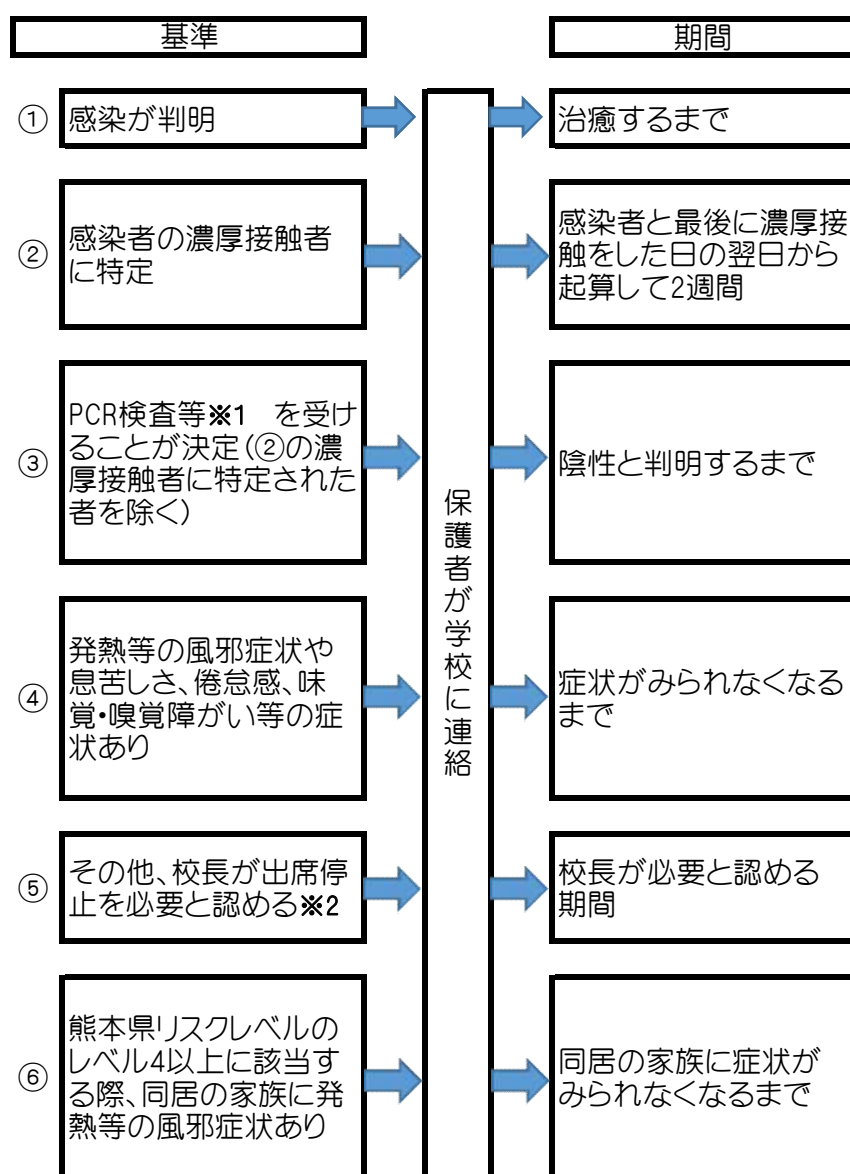 基準
期間
①
感染が判明
治癒するまで
②
感染者の濃厚接触者
に特定
感染者と最後に濃厚接
触をした日の翌日から
起算して2週間
③
PCR検査等※1　を受け
ることが決定(②の濃
厚接触者に特定された
者を除く)
陰性と判明するまで
保護者が学校に連絡
④
発熱等の風邪症状や
息苦しさ、倦怠感、味
覚・嗅覚障がい等の症
状あり
症状がみられなくなる
まで
⑤
その他、校長が出席停
止を必要と認める※2
校長が必要と認める
期間
⑥
熊本県リスクレベルの
レベル4以上に該当す
る際、同居の家族に発
熱等の風邪症状あり
同居の家族に症状が
みられなくなるまで